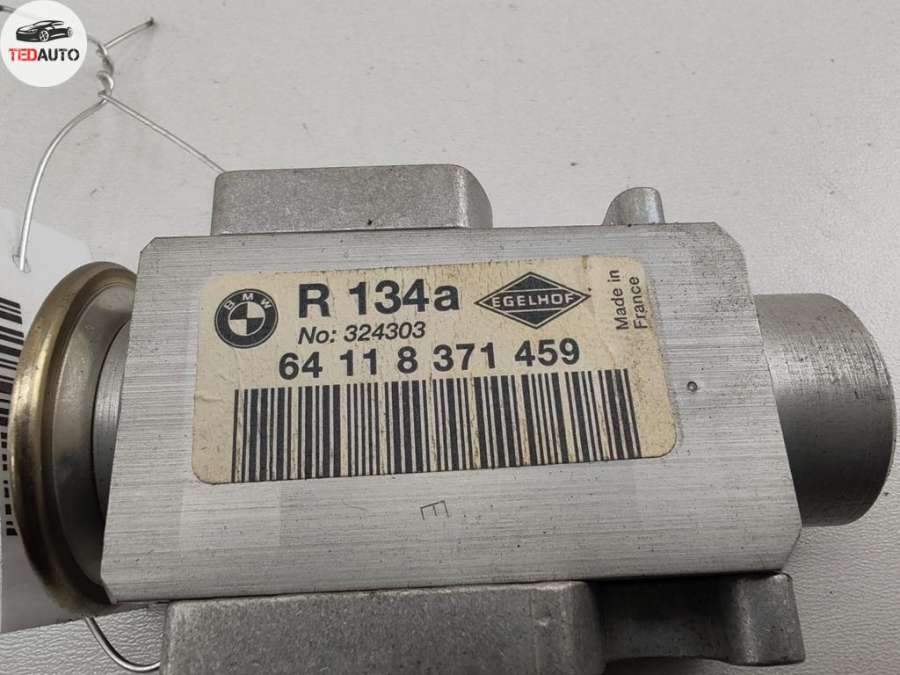 TEDAUTO
BMW
R 134a
EGELHOF
Made in
France
No: 324303
64 11 8 371 459
E